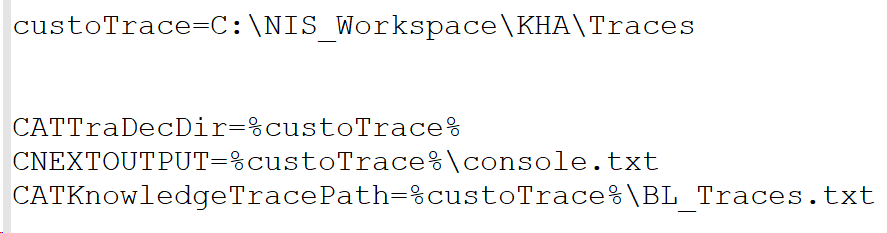 custoTrace=C:\NIS_Workspace\KHA\Traces
CATTraDecDir=%custoTrace%
CNEXTOUTPUT=%custoTrace%\console.txt
CATKnowledgeTracePath=%custoTrace%\BL_Traces.txt